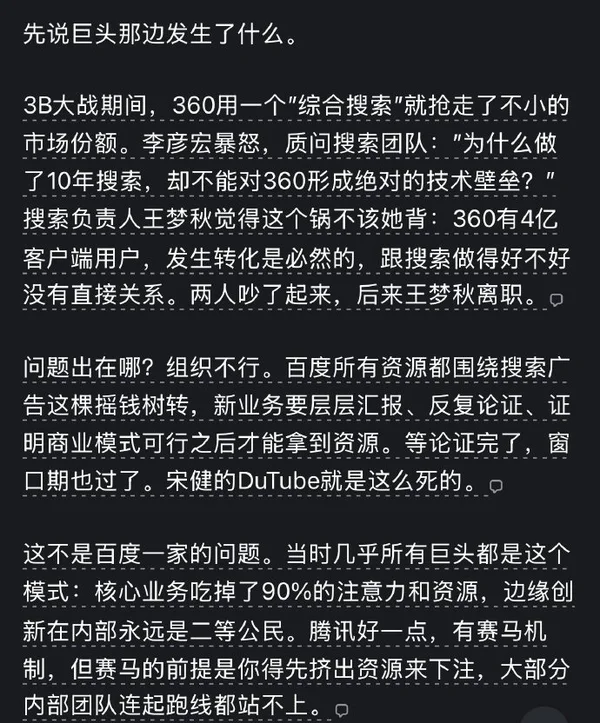 先说巨头那边发生了什么。
3B大战期间，360用一个"综合搜索"就抢走了不小的
市场份额。李彦宏暴怒，质问搜索团队："为什么做
了10年搜索，却不能对360形成绝对的技术壁垒？"
搜索负责人王梦秋觉得这个锅不该她背：360有4亿
客户端用户，发生转化是必然的，跟搜索做得好不好
没有直接关系。两人吵了起来，后来王梦秋离职。
问题出在哪？组织不行。百度所有资源都围绕搜索广
告这棵摇钱树转，新业务要层层汇报、反复论证、证
明商业模式可行之后才能拿到资源。等论证完了，窗
口期也过了。宋健的DuTube就是这么死的。
这不是百度一家的问题。当时几乎所有巨头都是这个
模式：核心业务吃掉了90%的注意力和资源，边缘创
新在内部永远是二等公民。腾讯好一点，有赛马机
制，但赛马的前提是你得先挤出资源来下注，大部分
内部团队连起跑线都站不上。